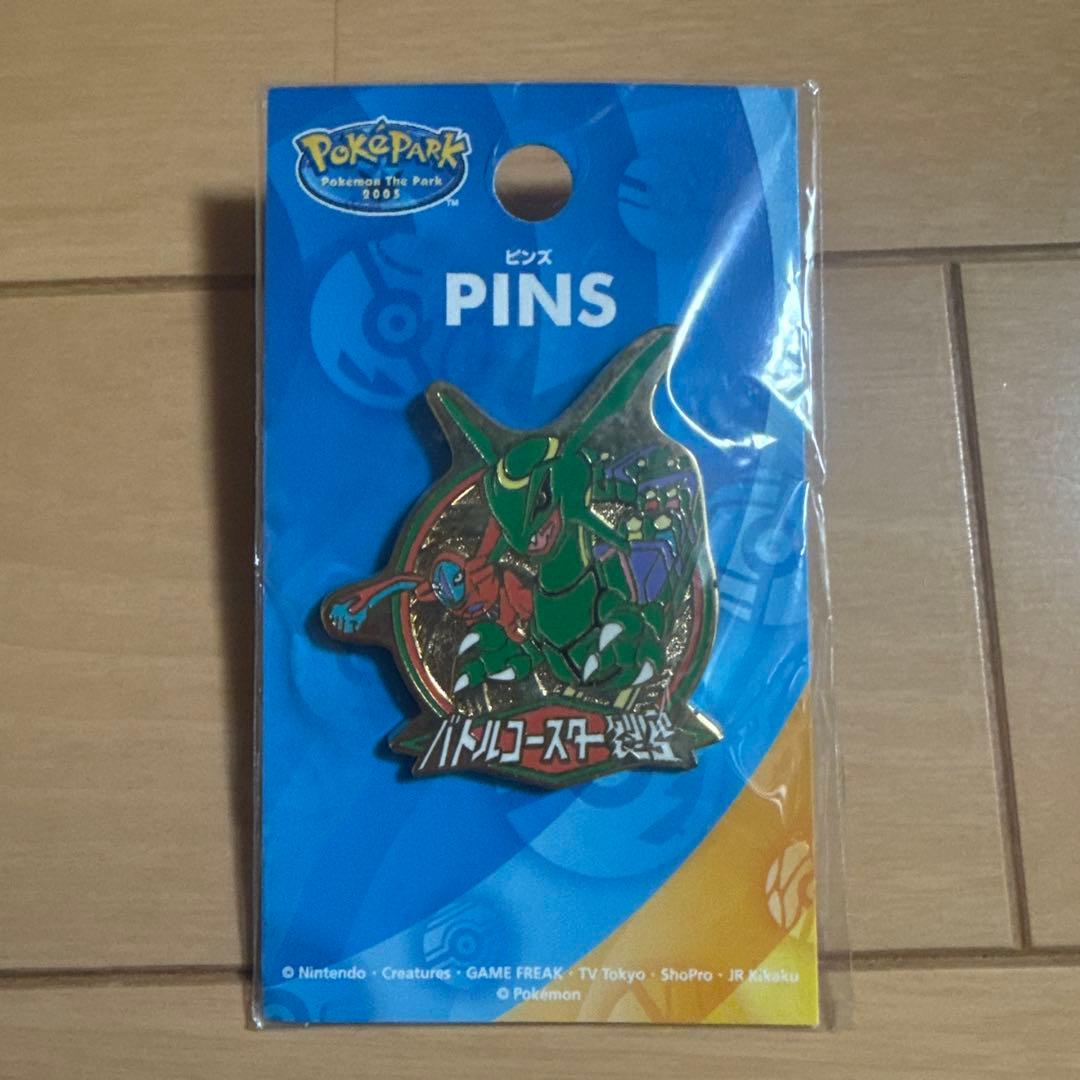 PokéPARK
Pokémon The Park
2005
TM
ピンズ
PINS
バトルコースター裂空
© Nintendo・Creatures・GAME FREAK・TV Tokyo・ShoPro・JR Kikaku
© Pokémon